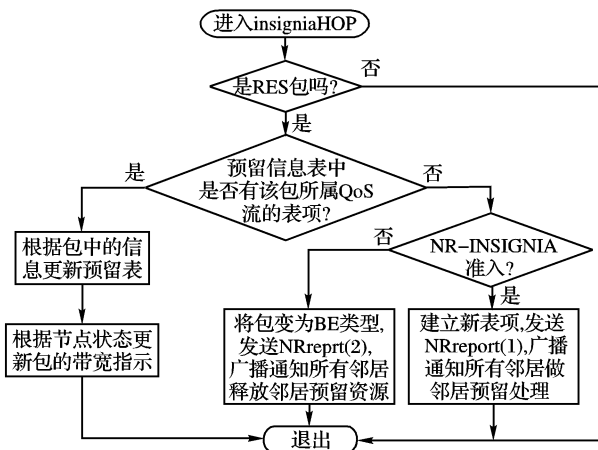 进入insigniaHOP
是RES包吗?
否
是
预留信息表中
是否有该包所属QoS
流的表项?
是
否
根据包中的信
息更新预留表
根据节点状态更
新包的带宽指示
NR-INSIGNIA
准入?
否
是
将包变为BE类型,
发送NRreprt(2),
广播通知所有邻居
释放邻居预留资源
建立新表项,发送
NRreport(1),广播
通知所有邻居做
邻居预留处理
退出